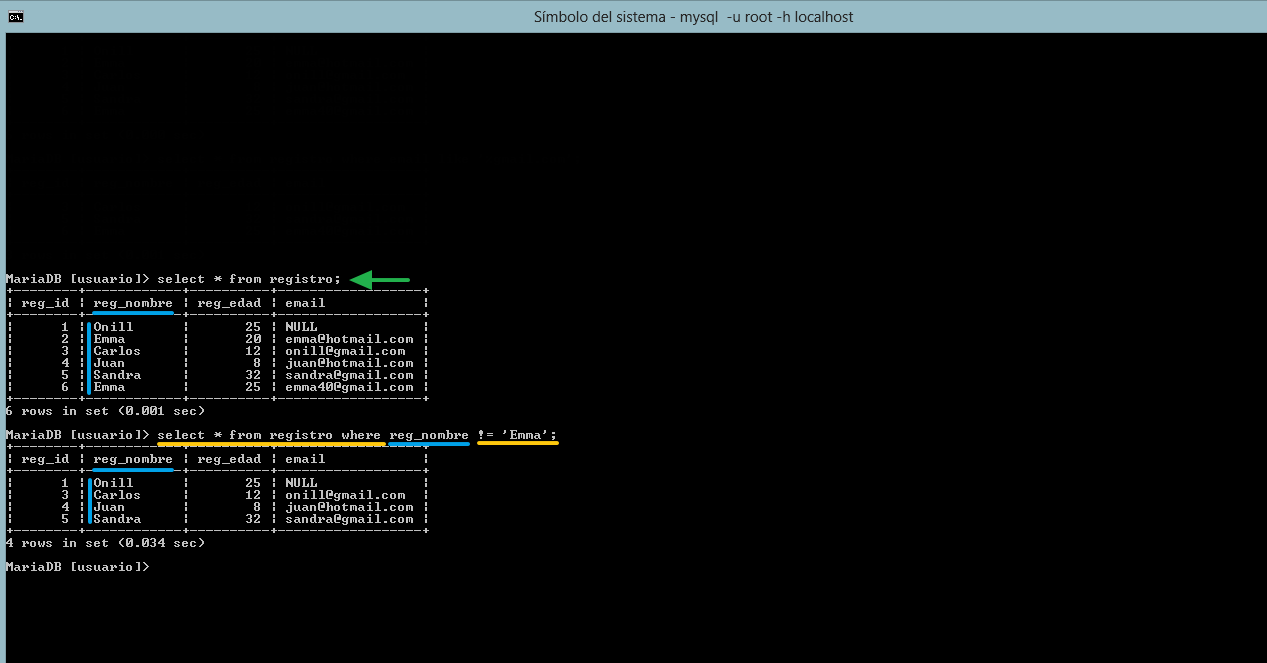 Símbolo del sistema - mysql -u root -h localhost
MariaDB [usuario]> select * from registro;
+--------+------------+----------+------------------+
| reg_id | reg_nombre | reg_edad | email            |
+--------+------------+----------+------------------+
|      1 | Onill      |       25 | NULL             |
|      2 | Emma       |       20 | emma@hotmail.com |
|      3 | Carlos     |       12 | onill@gmail.com  |
|      4 | Juan       |        8 | juan@hotmail.com |
|      5 | Sandra     |       32 | sandra@gmail.com |
|      6 | Emma       |       25 | emma40@gmail.com |
+--------+------------+----------+------------------+
6 rows in set (0.001 sec)
MariaDB [usuario]> select * from registro where reg_nombre != 'Emma';
+--------+------------+----------+------------------+
| reg_id | reg_nombre | reg_edad | email            |
+--------+------------+----------+------------------+
|      1 | Onill      |       25 | NULL             |
|      3 | Carlos     |       12 | onill@gmail.com  |
|      4 | Juan       |        8 | juan@hotmail.com |
|      5 | Sandra     |       32 | sandra@gmail.com |
+--------+------------+----------+------------------+
4 rows in set (0.034 sec)
MariaDB [usuario]>